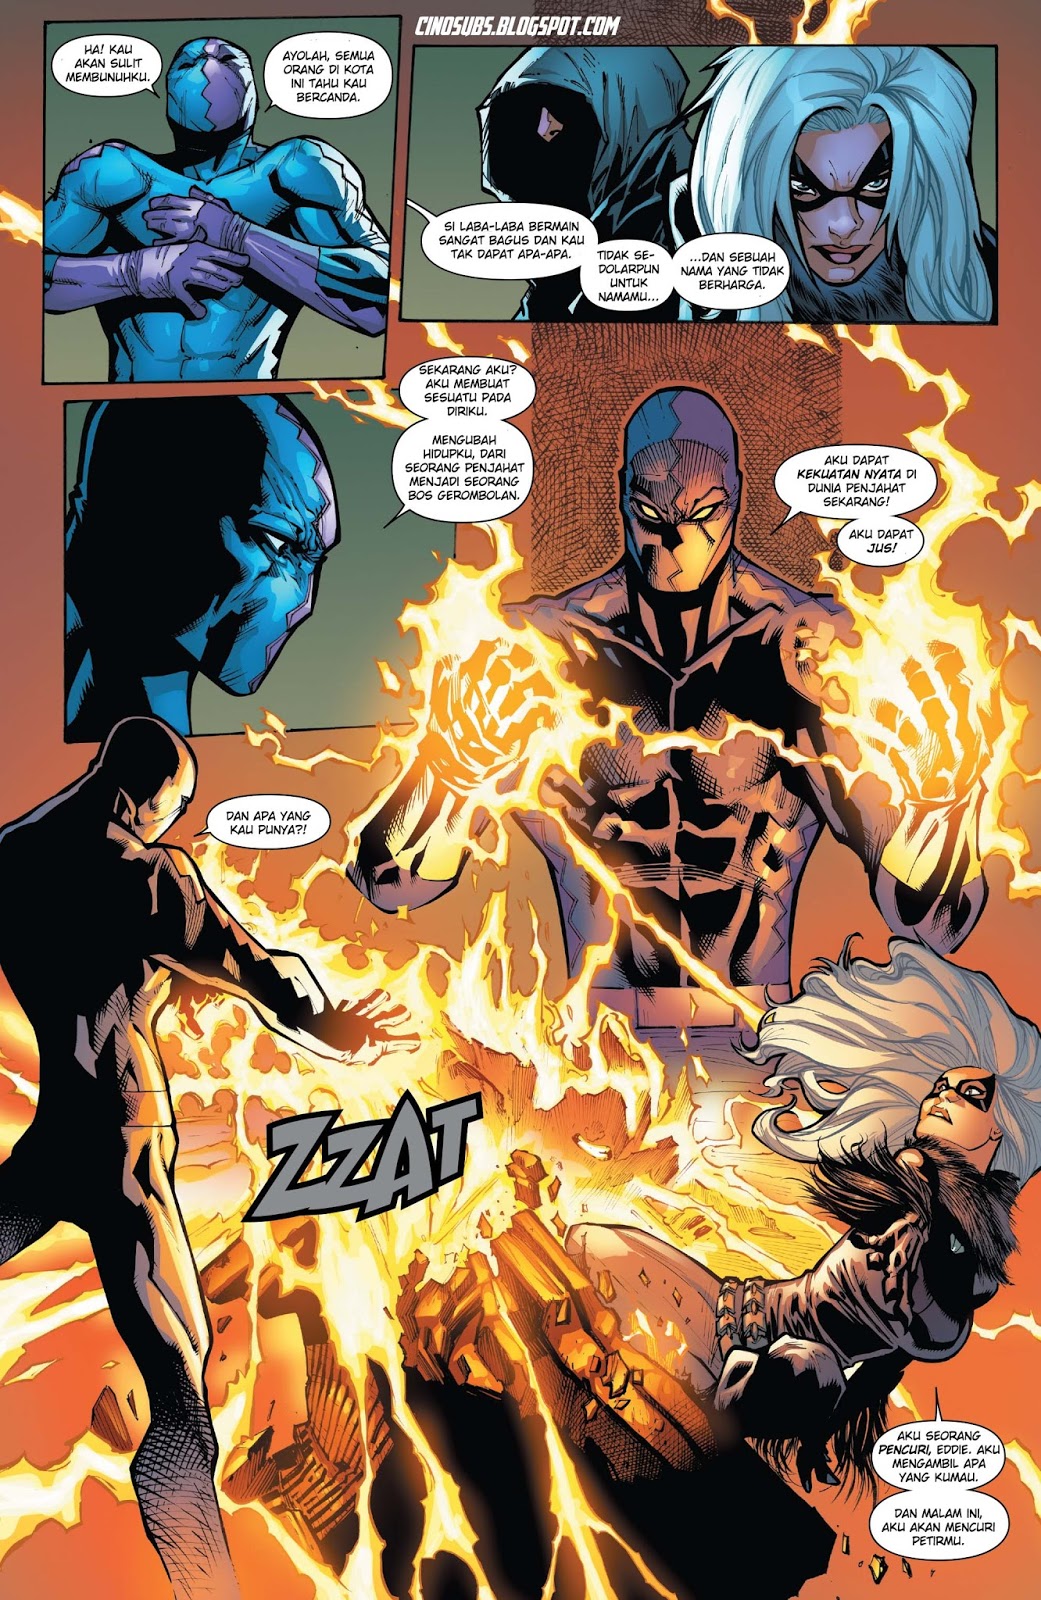 CINOSUBS.BLOGSPOT.COM
HA! KAU
AKAN SULIT
MEMBUNUHKU.
AYOLAH, SEMUA
ORANG DI KOTA
INI TAHU KAU
BERCANDA.
SI LABA-LABA BERMAIN
SANGAT BAGUS DAN KAU
TAK DAPAT APA-APA.
TIDAK SE-
DOLARPUN
UNTUK
NAMAMU...
...DAN SEBUAH
NAMA YANG TIDAK
BERHARGA.
SEKARANG AKU?
AKU MEMBUAT
SESUATU PADA
DIRIKU.
MENGUBAH
HIDUPKU, DARI
SEORANG PENJAHAT
MENJADI SEORANG
BOS GEROMBOLAN.
AKU DAPAT
KEKUATAN NYATA DI
DUNIA PENJAHAT
SEKARANG!
AKU DAPAT
JUS!
DAN APA YANG
KAU PUNYA?!
ZZAT
AKU SEORANG
PENCURI, EDDIE. AKU
MENGAMBIL APA
YANG KUMAU.
DAN MALAM INI,
AKU AKAN MENCURI
PETIRMU.